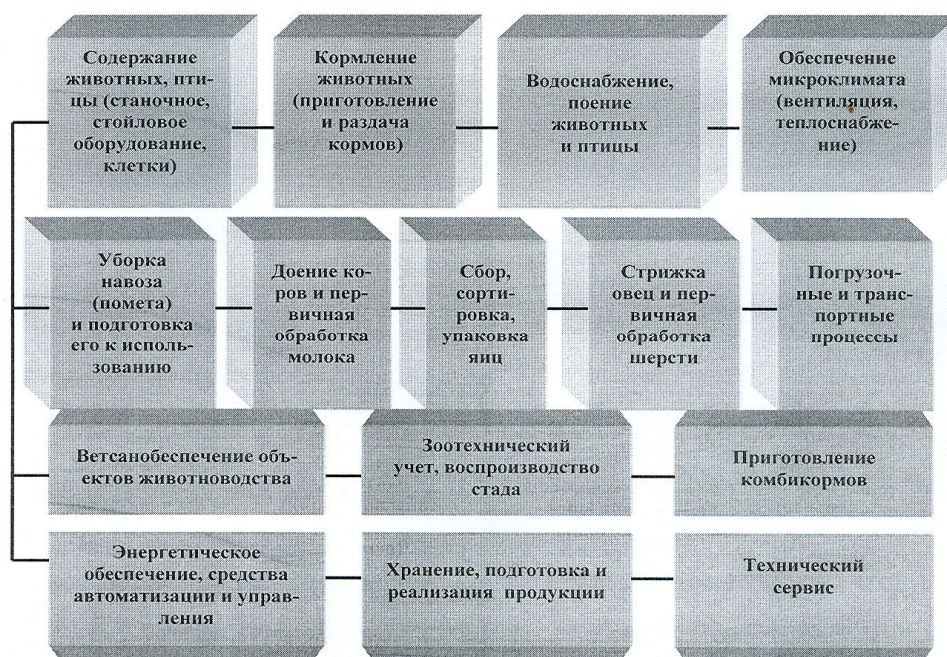 Содержание
животных, пти-
цы (станочное,
стойловое
оборудование,
клетки)
Кормление
животных
(приготовление
и раздача
кормов)
Водоснабжение,
поение
животных
и птицы
Обеспечение
микроклимата
(вентиляция,
теплоснабже-
ние)
Уборка
навоза
(помета)
и подготовка
его к исполь-
зованию
Доение ко-
ров и пер-
вичная
обработка
молока
Сбор,
сорти-
ровка,
упаковка
яиц
Стрижка
овец и пер-
вичная
обработка
шерсти
Погрузоч-
ные и тран-
спортные
процессы
Ветсанобеспечение объ-
ектов животноводства
Зоотехнический
учет, воспроизводство
стада
Приготовление
комбикормов
Энергетическое
обеспечение, средства
автоматизации и управ-
ления
Хранение, подготовка и
реализация продукции
Технический
сервис